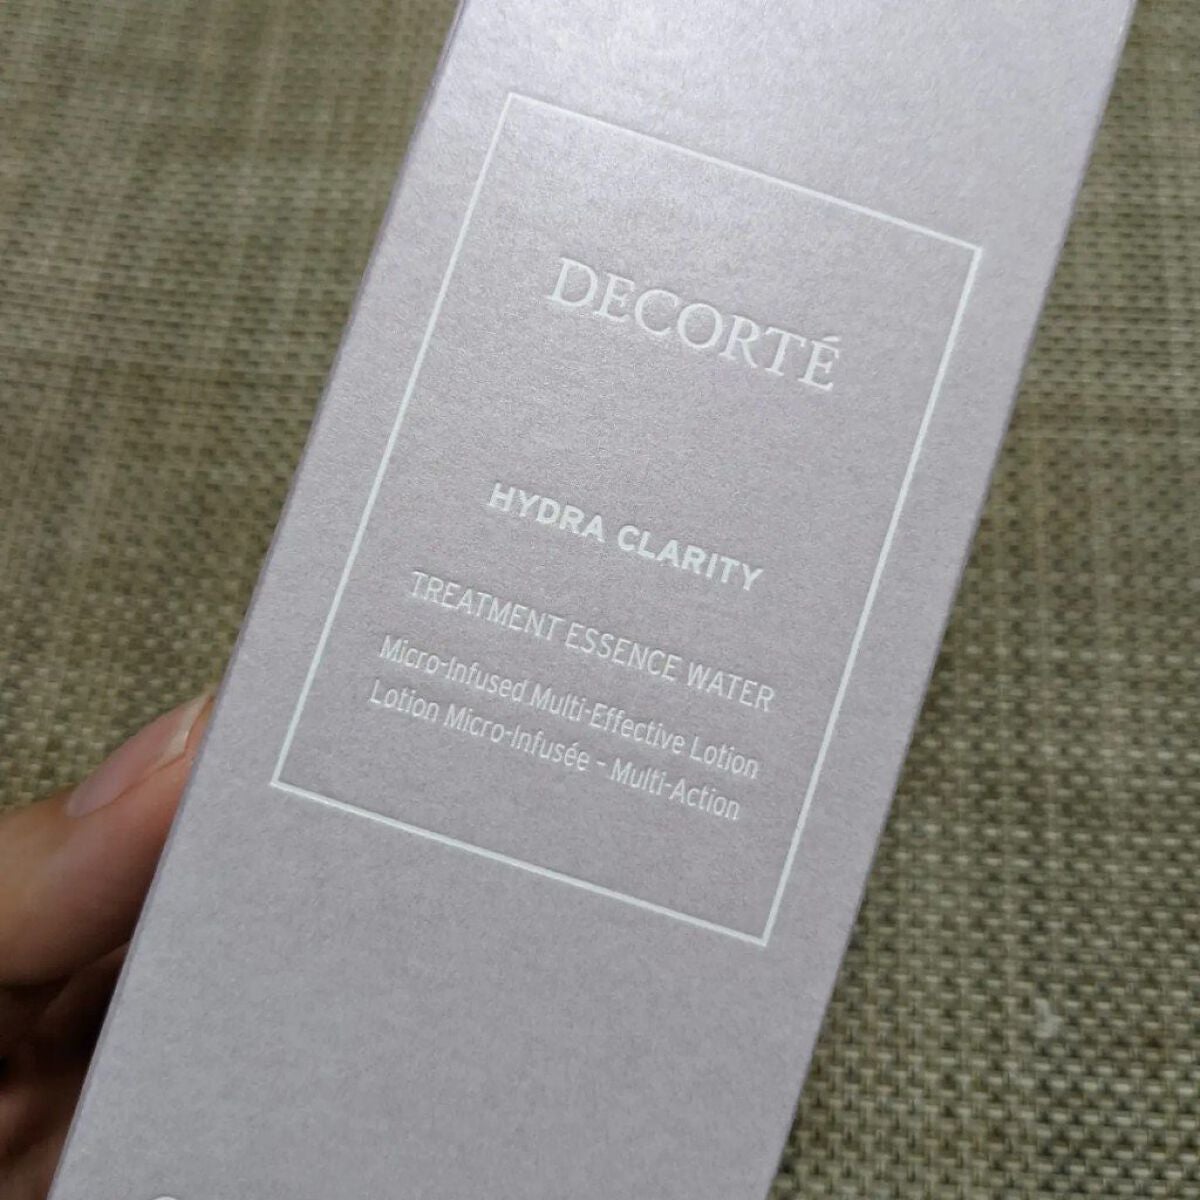 DECORTÉ
HYDRA CLARITY
TREATMENT ESSENCE WATER
Micro-Infused Multi-Effective Lotion
Lotion Micro-Infusée - Multi-Action